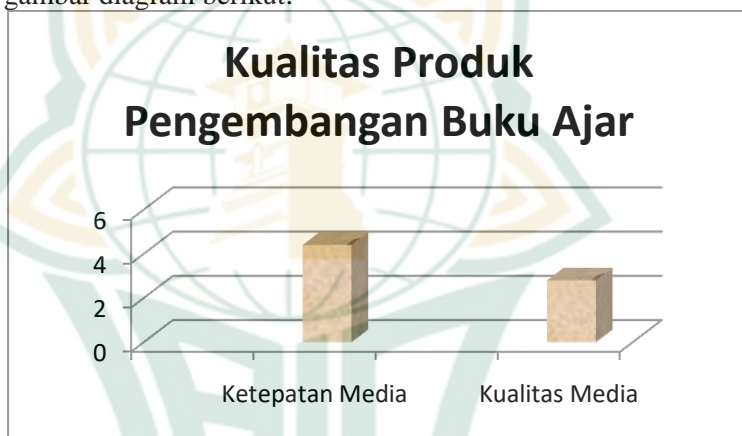 gambar diagram berikut:
Kualitas Produk
Pengembangan Buku Ajar
6
4
2
0
Ketepatan Media Kualitas Media